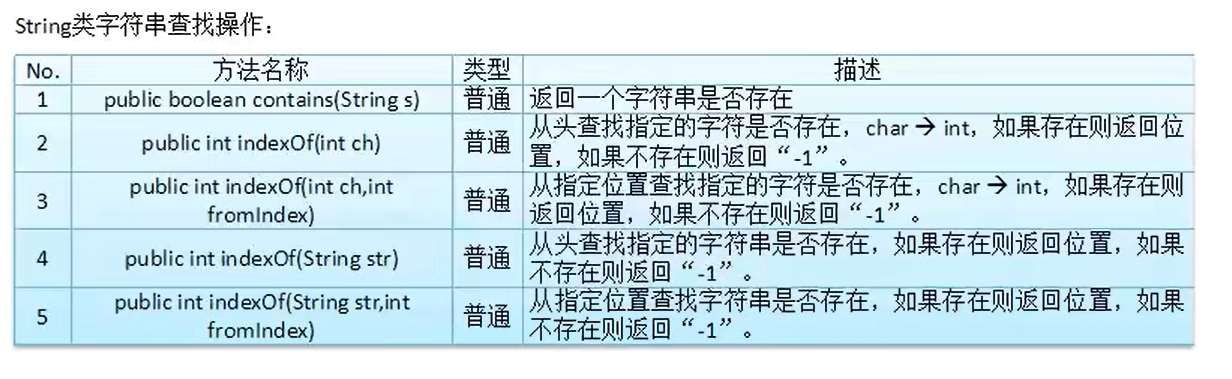 String类字符串查找操作：
No. 方法名称 类型 描述
1 public boolean contains(String s) 普通 返回一个字符串是否存在
2 public int indexOf(int ch) 普通 从头查找指定的字符是否存在，char → int，如果存在则返回位
置，如果不存在则返回“-1”。
3 public int indexOf(int ch,int
fromIndex) 普通 从指定位置查找指定的字符是否存在，char → int，如果存在则
返回位置，如果不存在则返回“-1”。
4 public int indexOf(String str) 普通 从头查找指定的字符串是否存在，如果存在则返回位置，如果
不存在则返回“-1”。
5 public int indexOf(String str,int
fromIndex) 普通 从指定位置查找字符串是否存在，如果存在则返回位置，如果
不存在则返回“-1”。